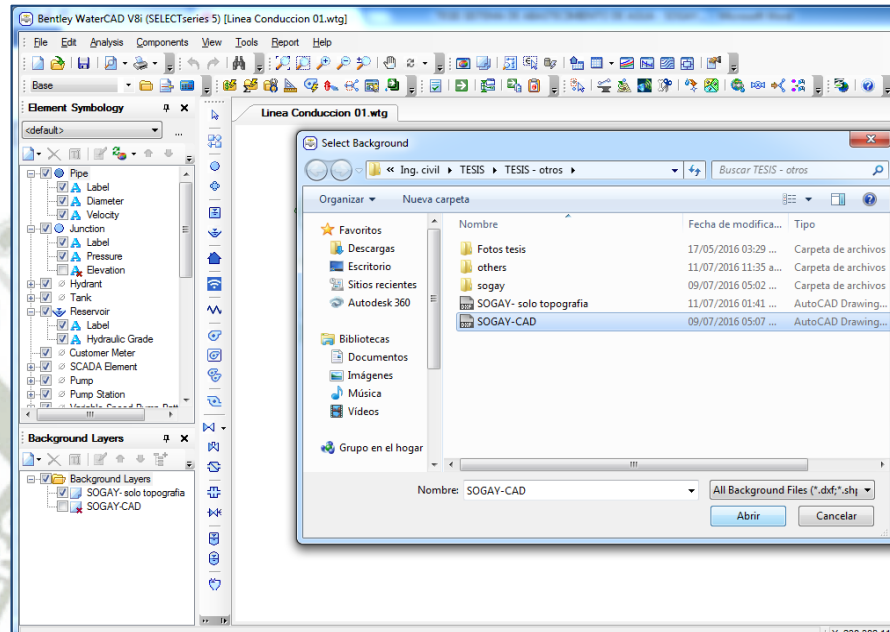 Bentley WaterCAD V8i (SELECTseries 5) [Linea Conduccion 01.wtg]
File Edit Analysis Components View Tools Report Help
Base
Element Symbology
<default>
...
Pipe
Label
Diameter
Velocity
Junction
Label
Pressure
Elevation
Hydrant
Tank
Reservoir
Label
Hydraulic Grade
Customer Meter
SCADA Element
Pump
Pump Station
Background Layers
Background Layers
SOGAY- solo topografia
SOGAY-CAD
Linea Conduccion 01.wtg
Select Background
« Ing. civil ▸ TESIS ▸ TESIS - otros ▸
Buscar TESIS - otros
Organizar Nueva carpeta
Favoritos
Descargas
Escritorio
Sitios recientes
Autodesk 360
Bibliotecas
Documentos
Imágenes
Música
Vídeos
Grupo en el hogar
Nombre Fecha de modifica... Tipo
Fotos tesis 17/05/2016 03:29 ... Carpeta de archivos
others 11/07/2016 11:35 a... Carpeta de archivos
sogay 09/07/2016 05:02 ... Carpeta de archivos
SOGAY- solo topografia 11/07/2016 01:41 ... AutoCAD Drawing...
SOGAY-CAD 09/07/2016 05:07 ... AutoCAD Drawing...
Nombre: SOGAY-CAD
All Background Files (*.dxf;*.shp
Abrir Cancelar